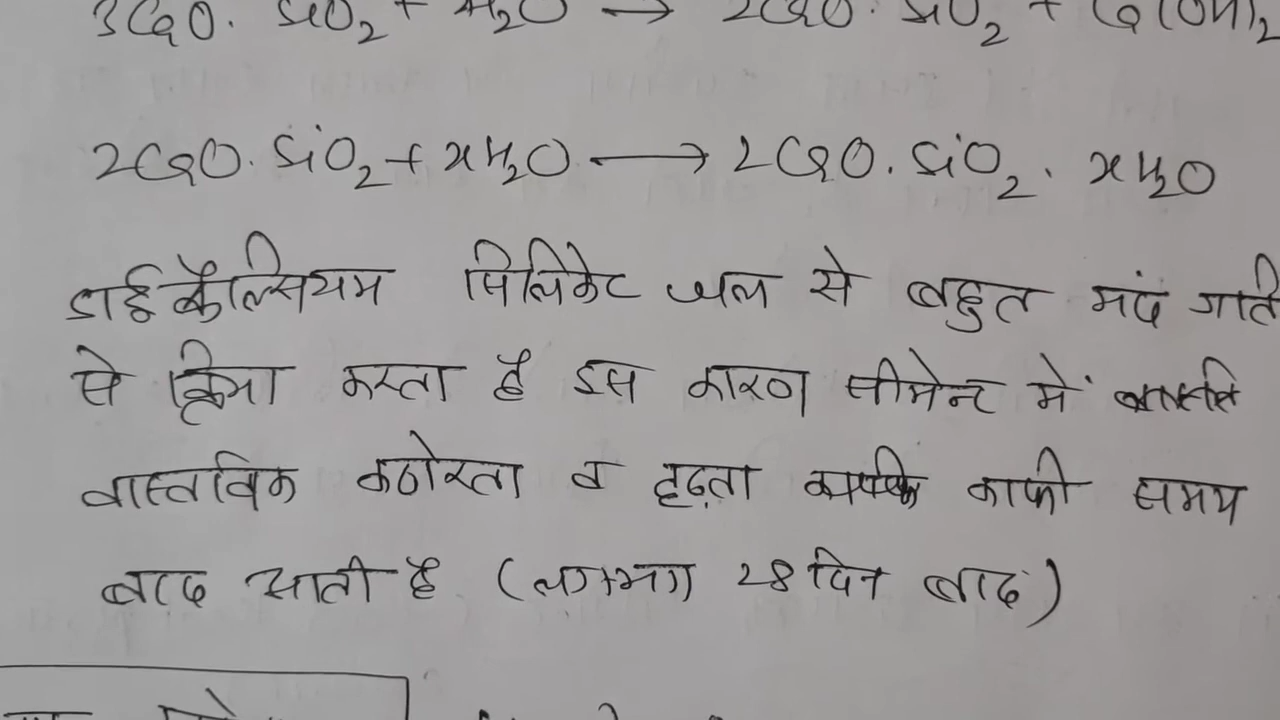 3CaO. SiO₂ + H₂O → 2CaO. SiO₂ + Ca(OH)₂
2CaO. SiO₂ + xH₂O → 2CaO. SiO₂. xH₂O
डाईकैल्सियम सिलिकेट जल से बहुत मंद गति
से क्रिया करता है इस कारण सीमेन्ट में
वास्तविक कठोरता व दृढ़ता काफी समय
बाद आती है (लगभग 28 दिन बाद)